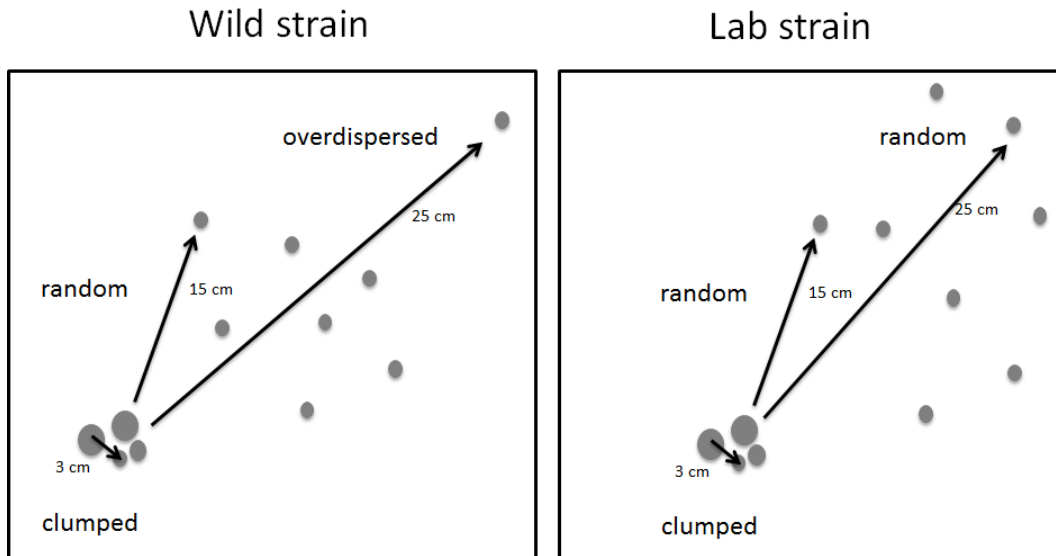 Wild strain
overdispersed
25 cm
random
15 cm
3 cm
clumped
Lab strain
random
25 cm
random
15 cm
3 cm
clumped